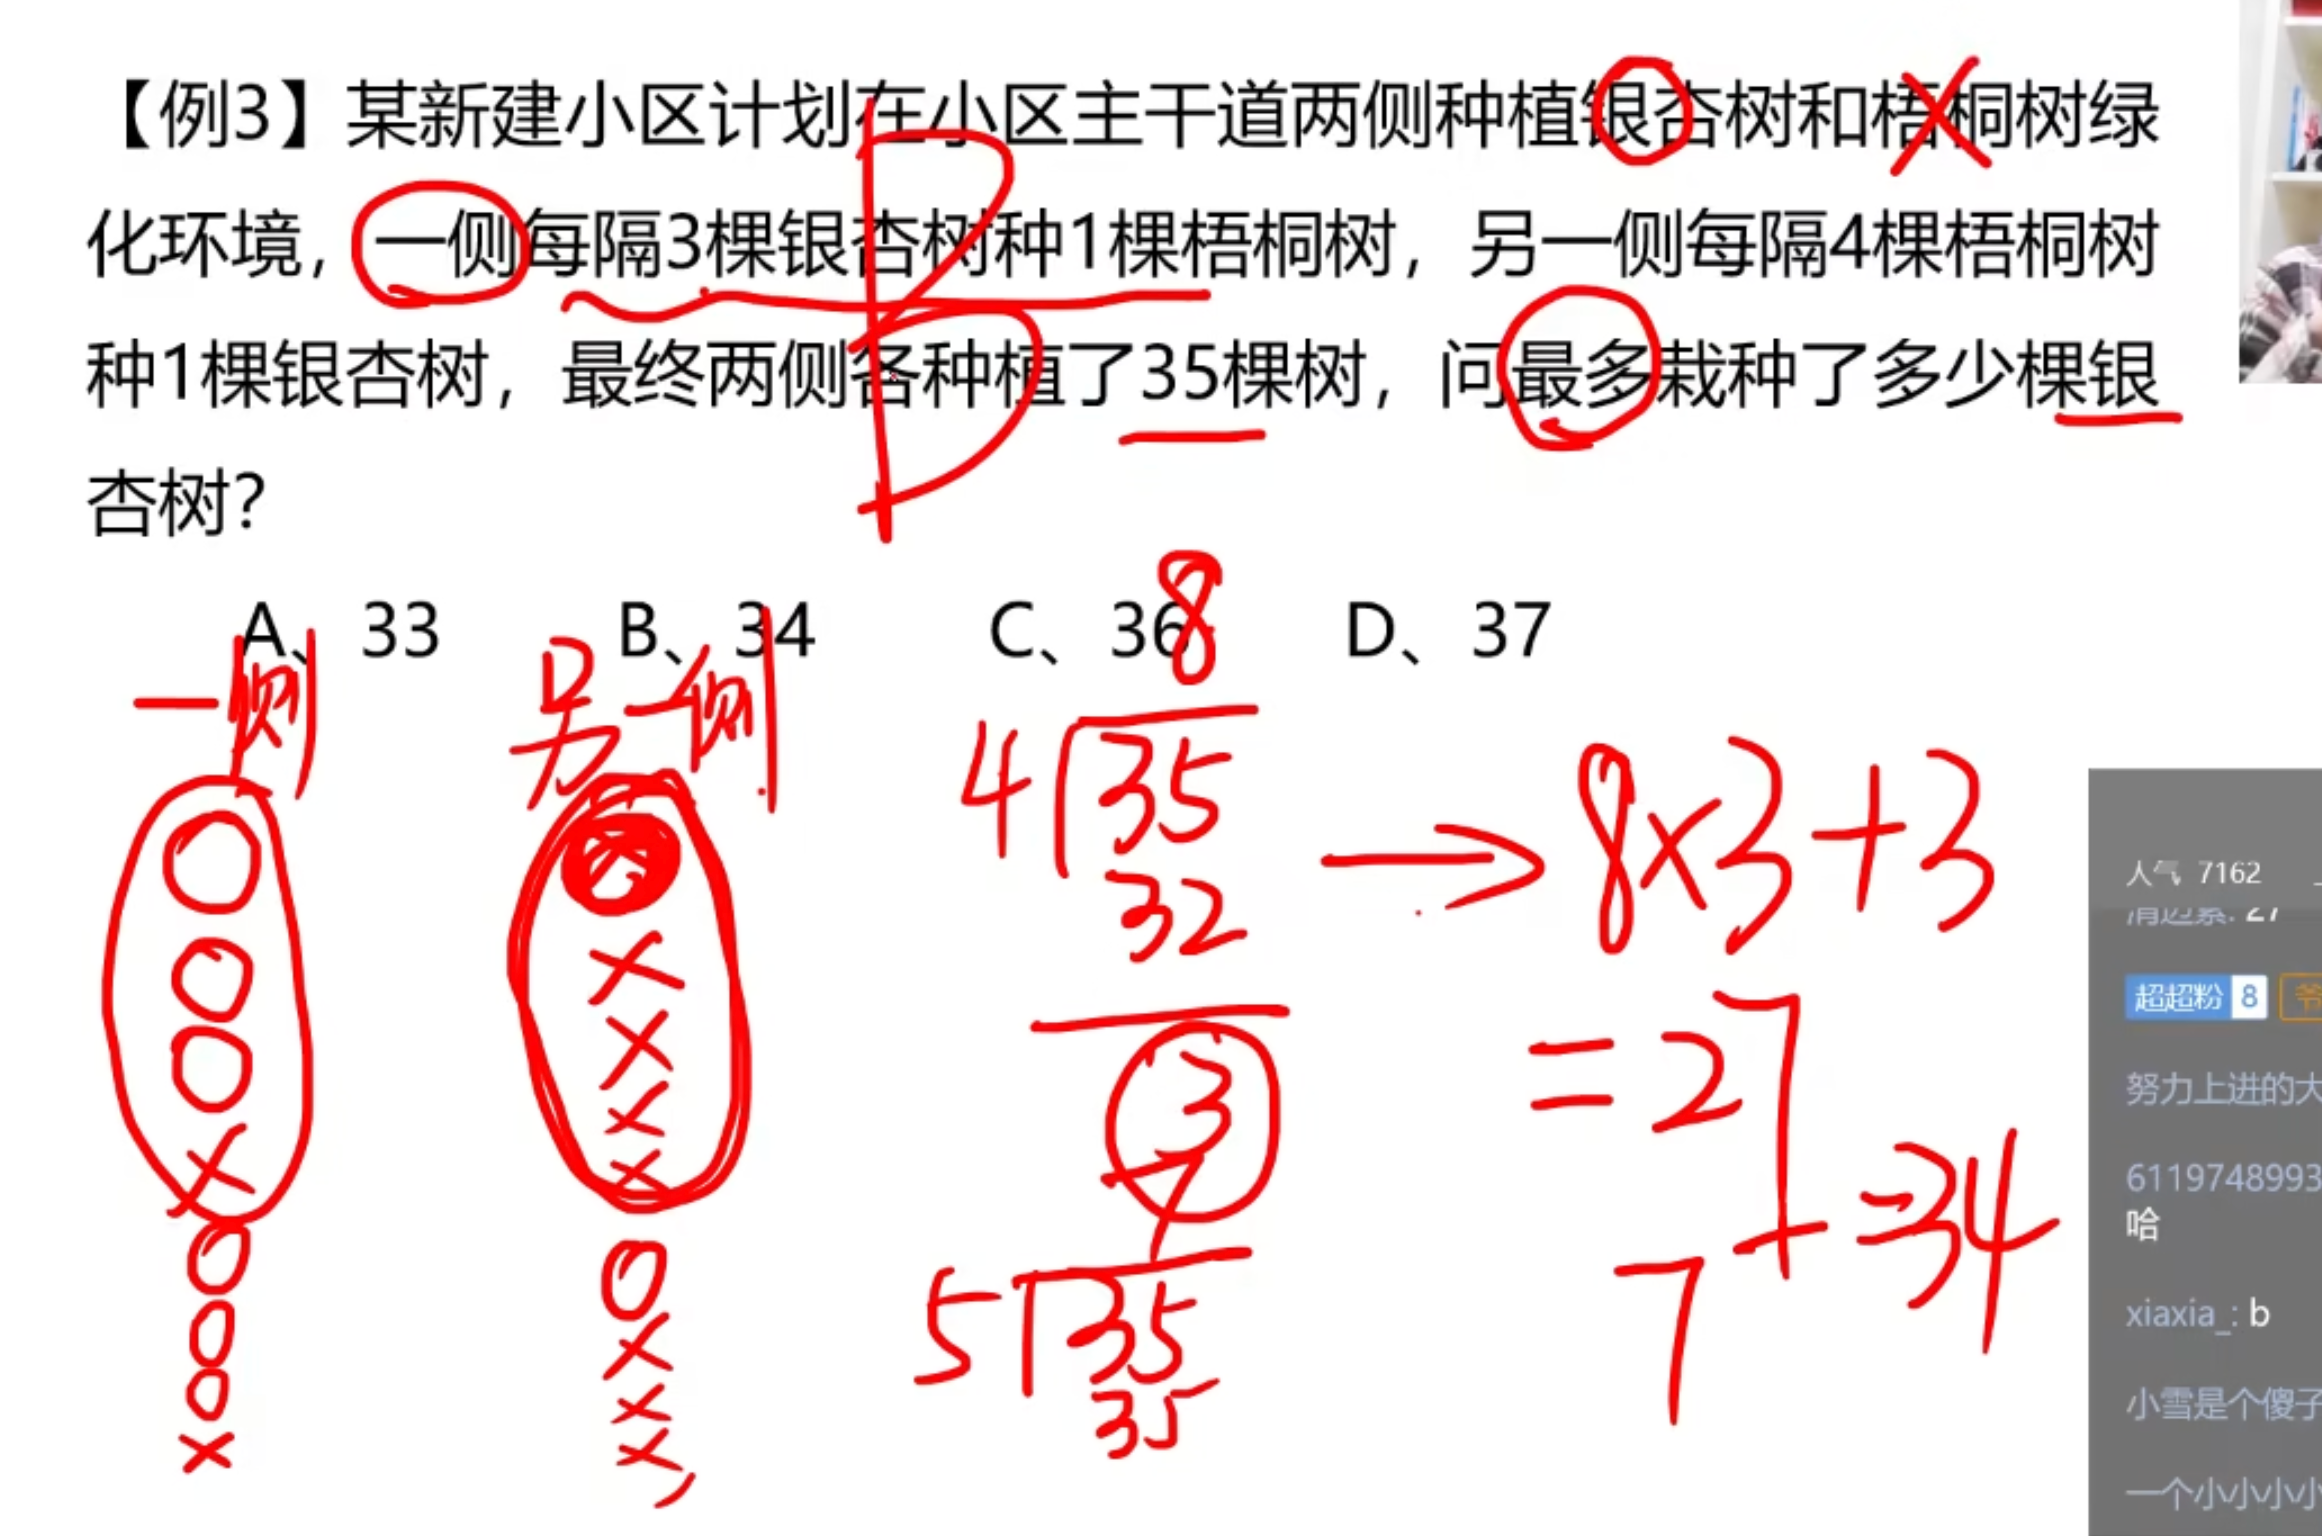 【例3】某新建小区计划在小区主干道两侧种植银杏树和梧桐树绿
化环境，一侧每隔3棵银杏树种1棵梧桐树，另一侧每隔4棵梧桐树
种1棵银杏树，最终两侧各种植了35棵树，问最多栽种了多少棵银
杏树？
A、33 B、34 C、36 D、37
B
一侧 另一侧
8
4 35 → 8×3+3
32
3 =27
7
5 35 7 + =34
35
人气 7162
27
超超粉 8
努力上进的大
6119748993
哈
xiaxia_: b
小雪是个傻子
一个小小小小